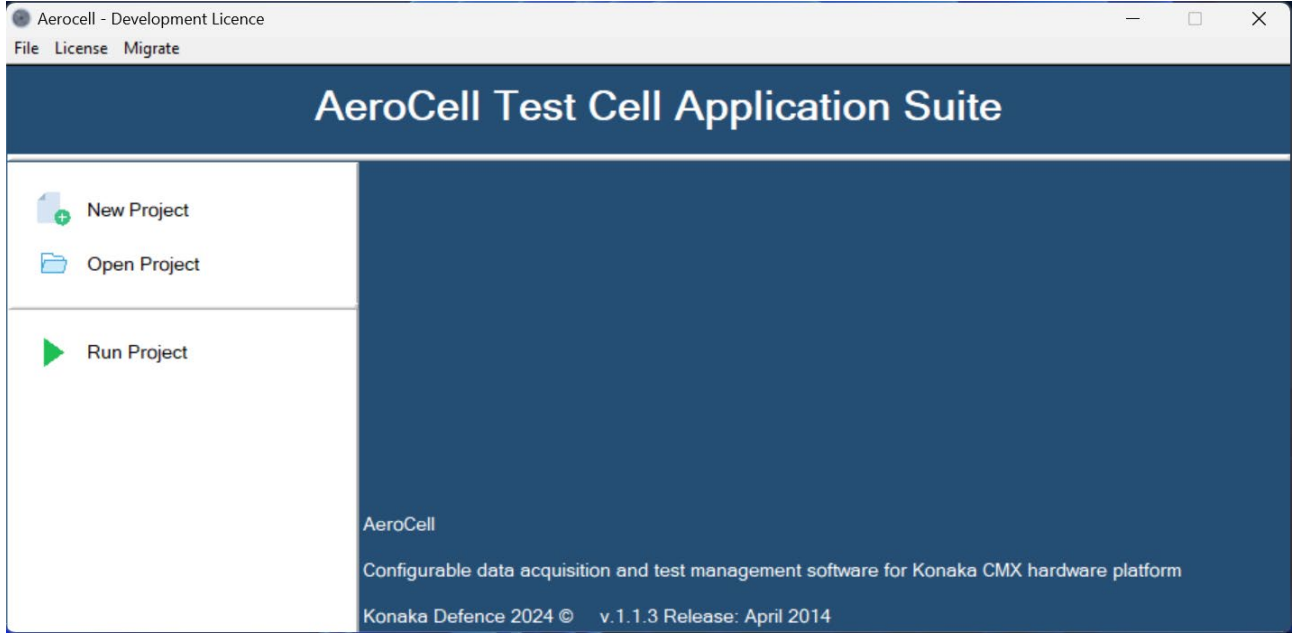 Aerocell - Development Licence
File License Migrate
AeroCell Test Cell Application Suite
New Project
Open Project
Run Project
AeroCell
Configurable data acquisition and test management software for Konaka CMX hardware platform
Konaka Defence 2024 © v.1.1.3 Release: April 2014